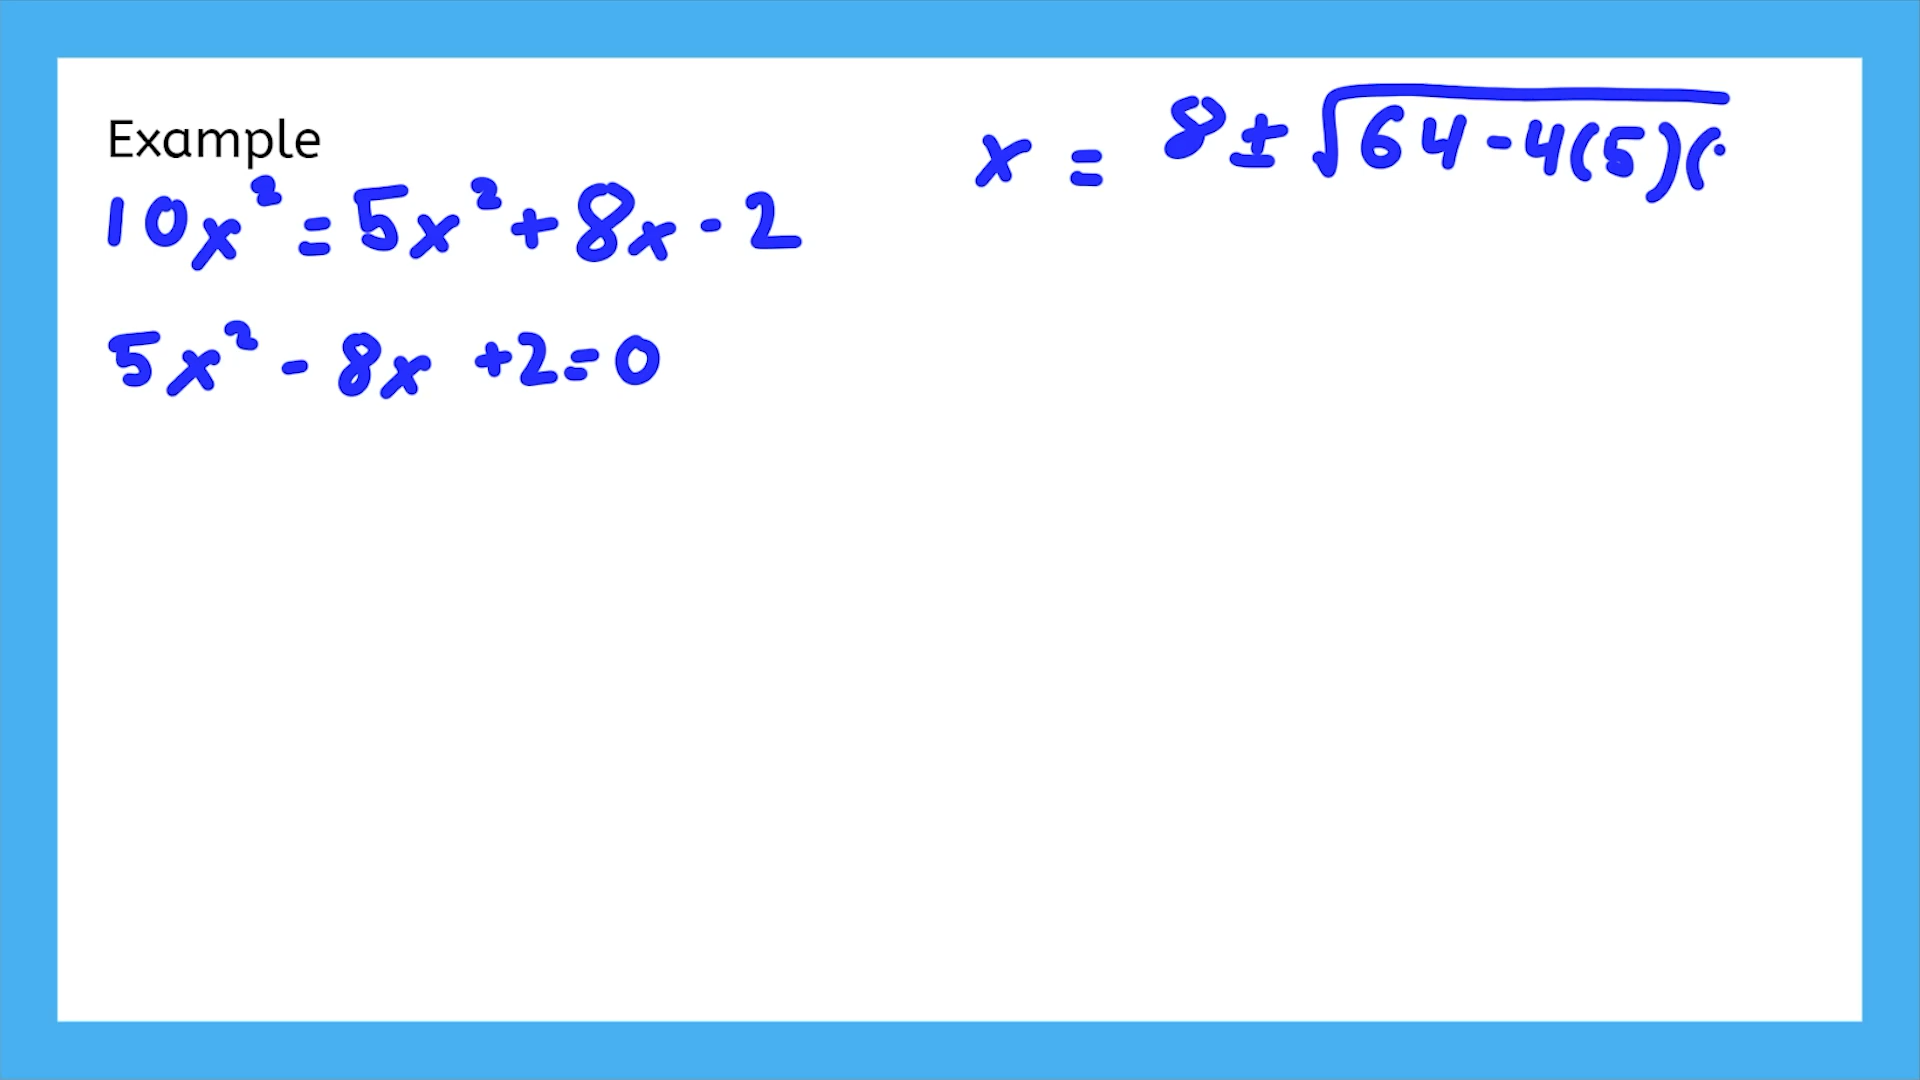 Example
10x² = 5x² + 8x - 2
5x² - 8x + 2 = 0
x = 8 ± √64 - 4(5)(